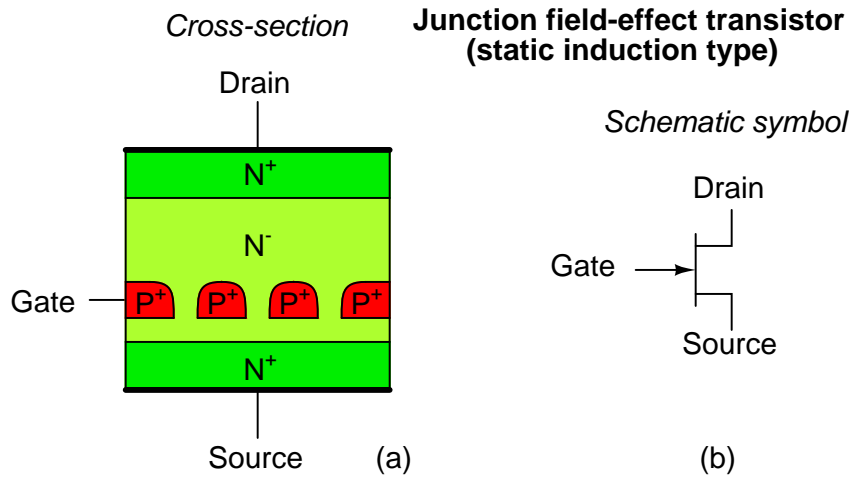 Cross-section
Junction field-effect transistor
(static induction type)
Drain
Schematic symbol
N⁺
Drain
N⁻
Gate
Gate
P⁺ P⁺ P⁺ P⁺
N⁺
Source
Source
(a)
(b)